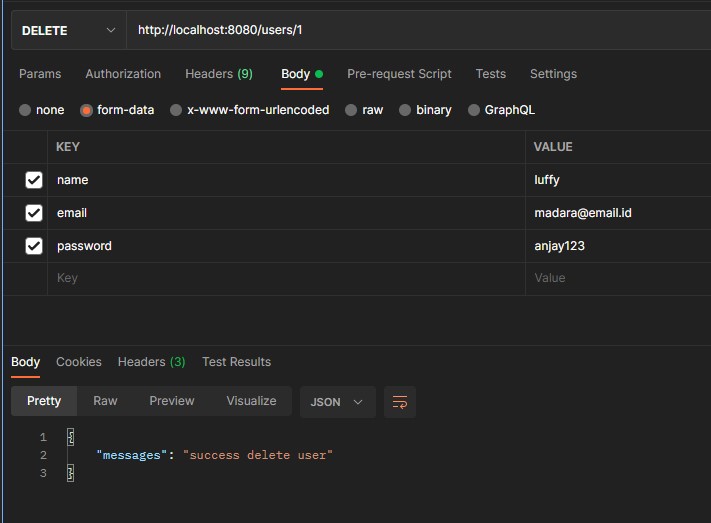 DELETE http://localhost:8080/users/1
Params Authorization Headers (9) Body Pre-request Script Tests Settings
none form-data x-www-form-urlencoded raw binary GraphQL
KEY VALUE
name luffy
email madara@email.id
password anjay123
Key Value
Body Cookies Headers (3) Test Results
Pretty Raw Preview Visualize JSON
1 {
2 "messages": "success delete user"
3 }